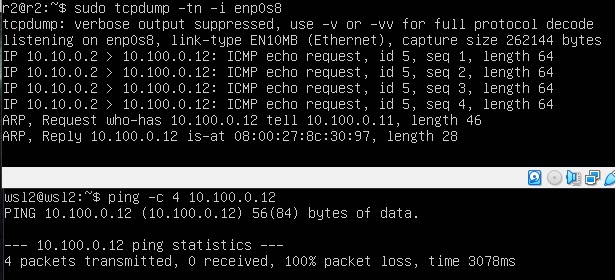 r2@r2:~$ sudo tcpdump -tn -i enp0s8
tcpdump: verbose output suppressed, use -v or -vv for full protocol decode
listening on enp0s8, link-type EN10MB (Ethernet), capture size 262144 bytes
IP 10.10.0.2 > 10.100.0.12: ICMP echo request, id 5, seq 1, length 64
IP 10.10.0.2 > 10.100.0.12: ICMP echo request, id 5, seq 2, length 64
IP 10.10.0.2 > 10.100.0.12: ICMP echo request, id 5, seq 3, length 64
IP 10.10.0.2 > 10.100.0.12: ICMP echo request, id 5, seq 4, length 64
ARP, Request who-has 10.100.0.12 tell 10.100.0.11, length 46
ARP, Reply 10.100.0.12 is-at 08:00:27:8c:30:97, length 28
ws12@ws12:~$ ping -c 4 10.100.0.12
PING 10.100.0.12 (10.100.0.12) 56(84) bytes of data.
--- 10.100.0.12 ping statistics ---
4 packets transmitted, 0 received, 100% packet loss, time 3078ms